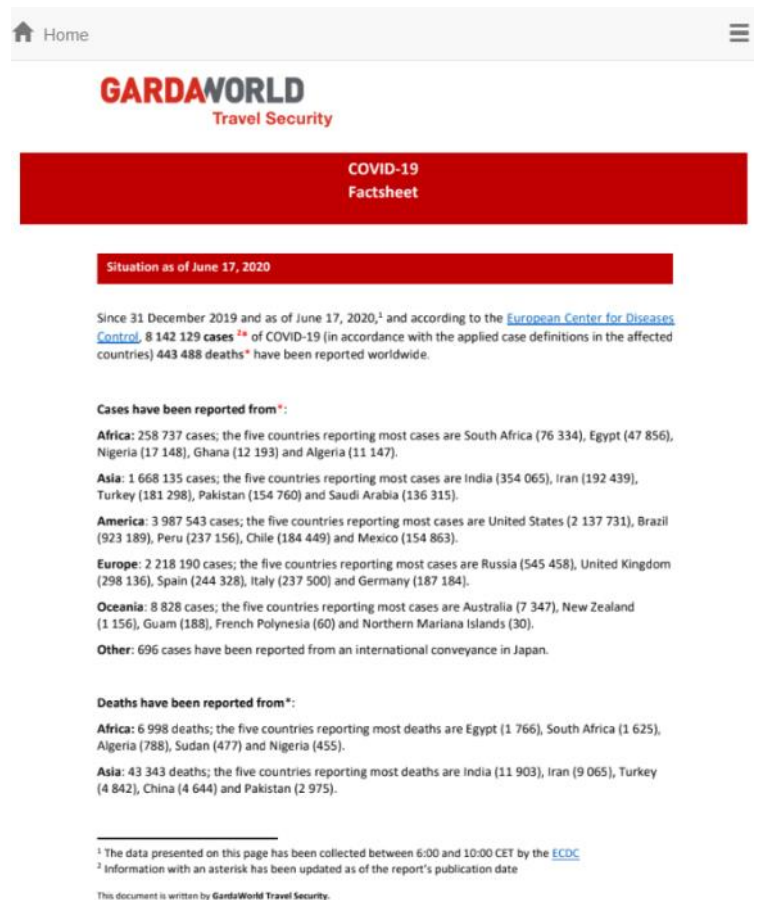 Home
GARDAWORLD
Travel Security
COVID-19
Factsheet
Situation as of June 17, 2020
Since 31 December 2019 and as of June 17, 2020,¹ and according to the European Center for Diseases
Control, 8 142 129 cases ²* of COVID-19 (in accordance with the applied case definitions in the affected
countries) 443 488 deaths* have been reported worldwide.
Cases have been reported from*:
Africa: 258 737 cases; the five countries reporting most cases are South Africa (76 334), Egypt (47 856),
Nigeria (17 148), Ghana (12 193) and Algeria (11 147).
Asia: 1 668 135 cases; the five countries reporting most cases are India (354 065), Iran (192 439),
Turkey (181 298), Pakistan (154 760) and Saudi Arabia (136 315).
America: 3 987 543 cases; the five countries reporting most cases are United States (2 137 731), Brazil
(923 189), Peru (237 156), Chile (184 449) and Mexico (154 863).
Europe: 2 218 190 cases; the five countries reporting most cases are Russia (545 458), United Kingdom
(298 136), Spain (244 328), Italy (237 500) and Germany (187 184).
Oceania: 8 828 cases; the five countries reporting most cases are Australia (7 347), New Zealand
(1 156), Guam (188), French Polynesia (60) and Northern Mariana Islands (30).
Other: 696 cases have been reported from an international conveyance in Japan.
Deaths have been reported from*:
Africa: 6 998 deaths; the five countries reporting most deaths are Egypt (1 766), South Africa (1 625),
Algeria (788), Sudan (477) and Nigeria (455).
Asia: 43 343 deaths; the five countries reporting most deaths are India (11 903), Iran (9 065), Turkey
(4 842), China (4 644) and Pakistan (2 975).
¹ The data presented on this page has been collected between 6:00 and 10:00 CET by the ECDC
² Information with an asterisk has been updated as of the report's publication date
This document is written by GardaWorld Travel Security.